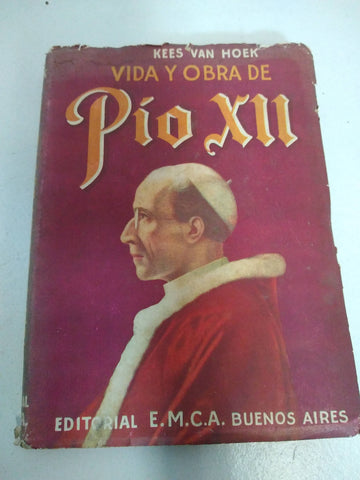 KEES VAN HOEK
VIDA Y OBRA DE
Pío XII
EDITORIAL E.M.C.A. BUENOS AIRES